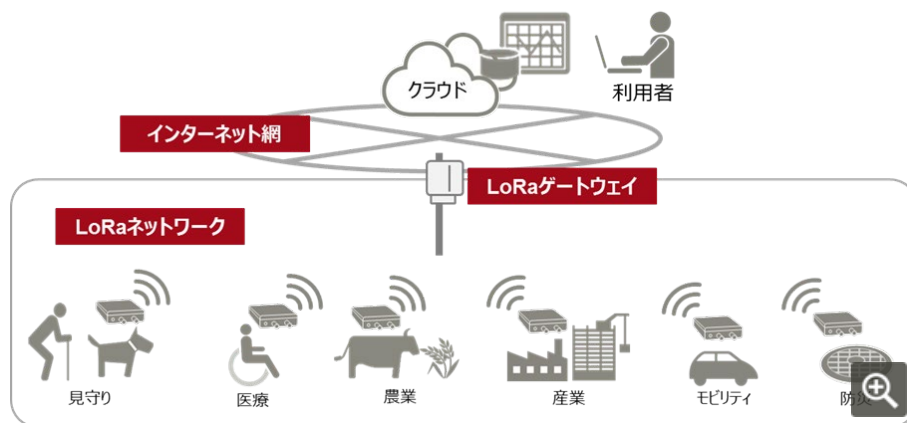 クラウド
利用者
インターネット網
LoRaゲートウェイ
LoRaネットワーク
見守り
医療
農業
産業
モビリティ
防災